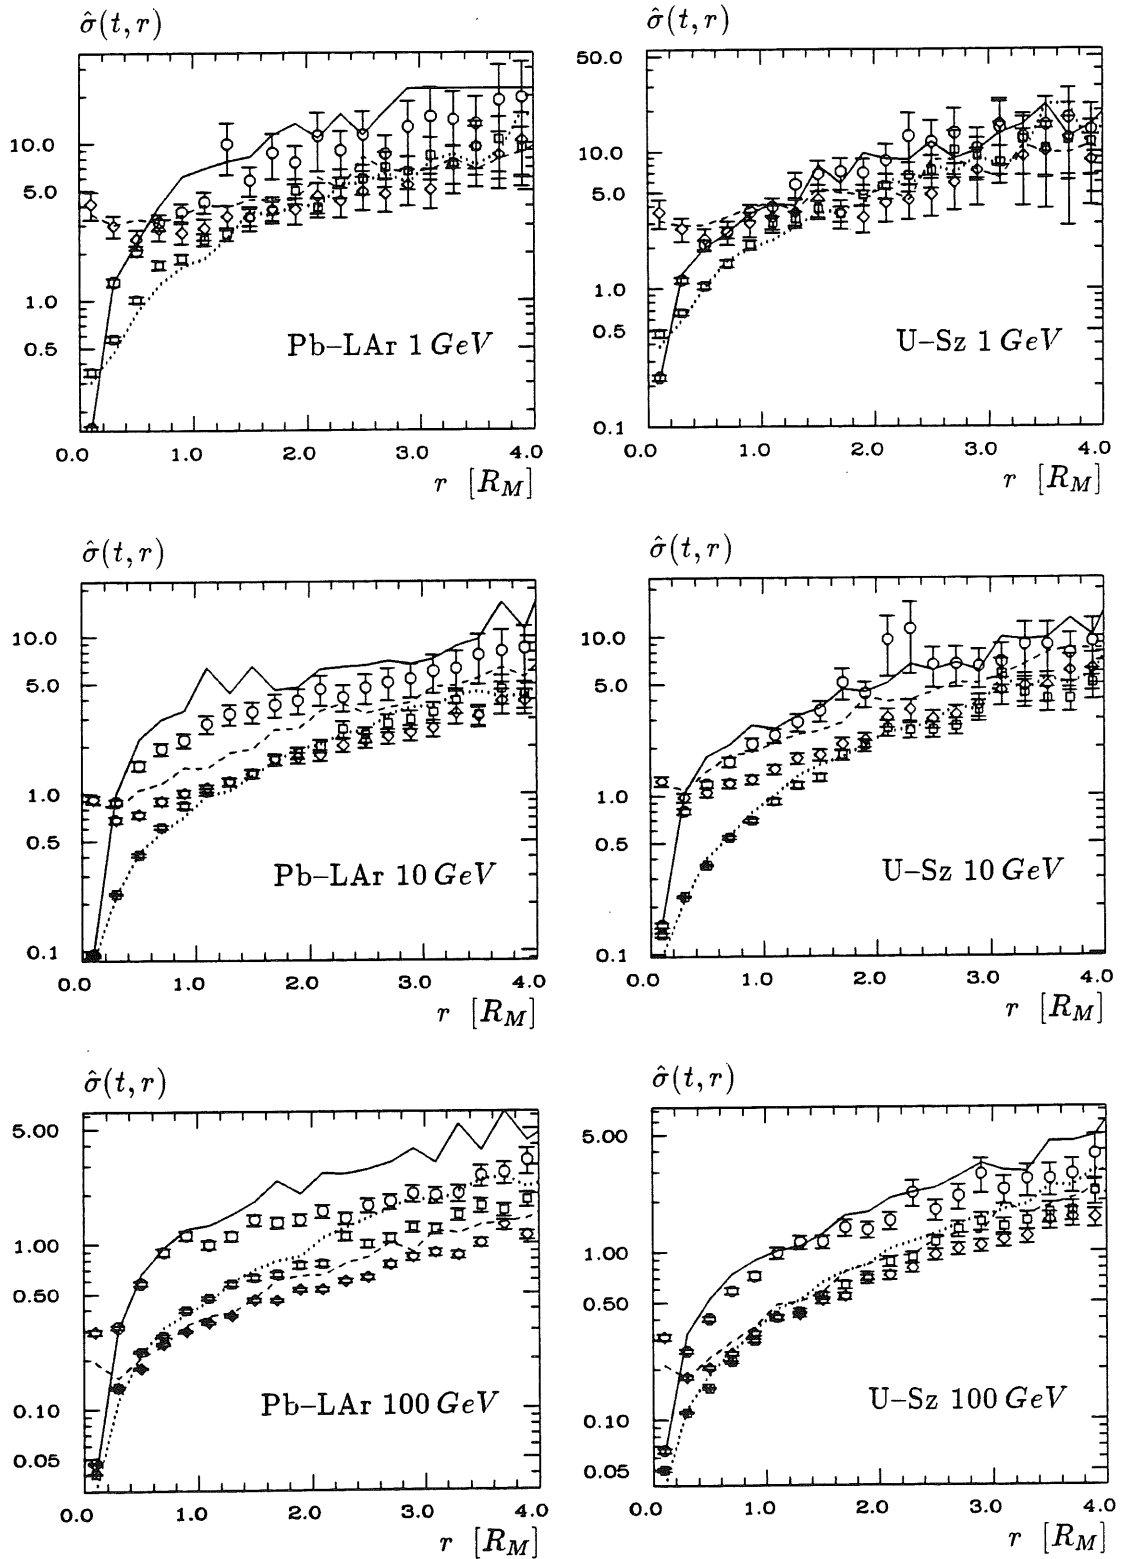 σ̂(t, r)
10.0
5.0
1.0
0.5
Pb–LAr 1 GeV
0.0 1.0 2.0 3.0 4.0
r [R_M]
σ̂(t, r)
50.0
10.0
5.0
1.0
0.5
0.1
U–Sz 1 GeV
0.0 1.0 2.0 3.0 4.0
r [R_M]
σ̂(t, r)
10.0
5.0
1.0
0.5
0.1
Pb–LAr 10 GeV
0.0 1.0 2.0 3.0 4.0
r [R_M]
σ̂(t, r)
10.0
5.0
1.0
0.5
0.1
U–Sz 10 GeV
0.0 1.0 2.0 3.0 4.0
r [R_M]
σ̂(t, r)
5.00
1.00
0.50
0.10
0.05
Pb–LAr 100 GeV
0.0 1.0 2.0 3.0 4.0
r [R_M]
σ̂(t, r)
5.00
1.00
0.50
0.10
0.05
U–Sz 100 GeV
0.0 1.0 2.0 3.0 4.0
r [R_M]